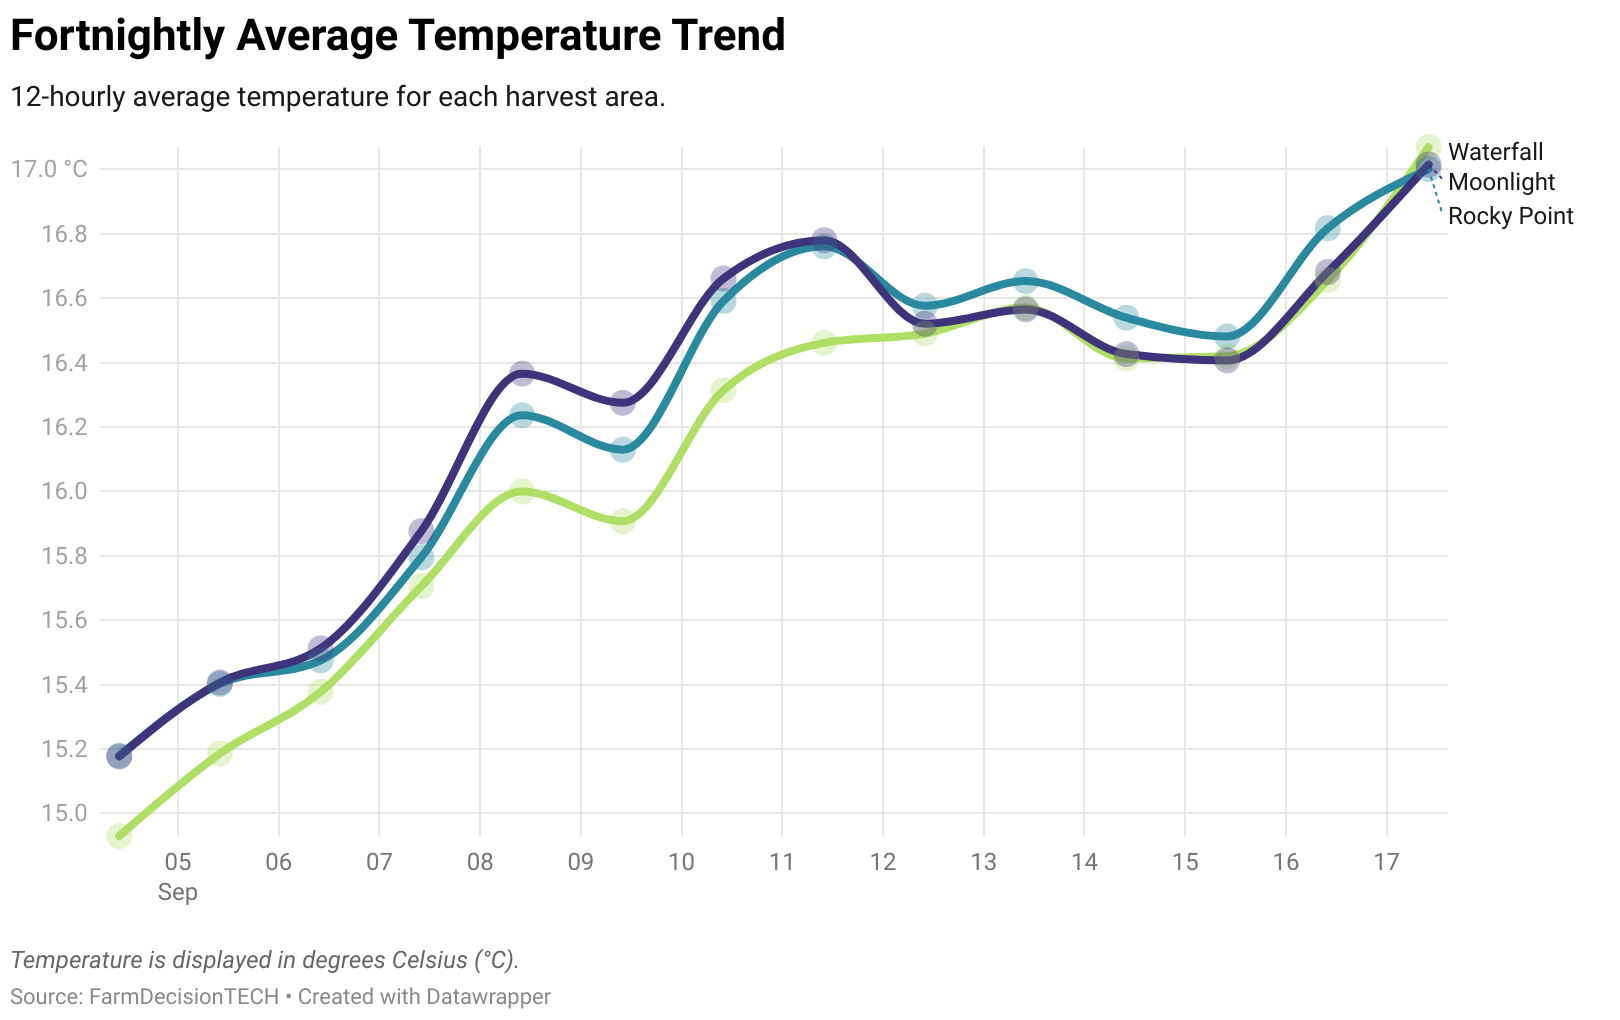 Fortnightly Average Temperature Trend
12-hourly average temperature for each harvest area.
17.0 °C
16.8
16.6
16.4
16.2
16.0
15.8
15.6
15.4
15.2
15.0
Waterfall
Moonlight
Rocky Point
05 06 07 08 09 10 11 12 13 14 15 16 17
Sep
Temperature is displayed in degrees Celsius (°C).
Source: FarmDecisionTECH • Created with Datawrapper